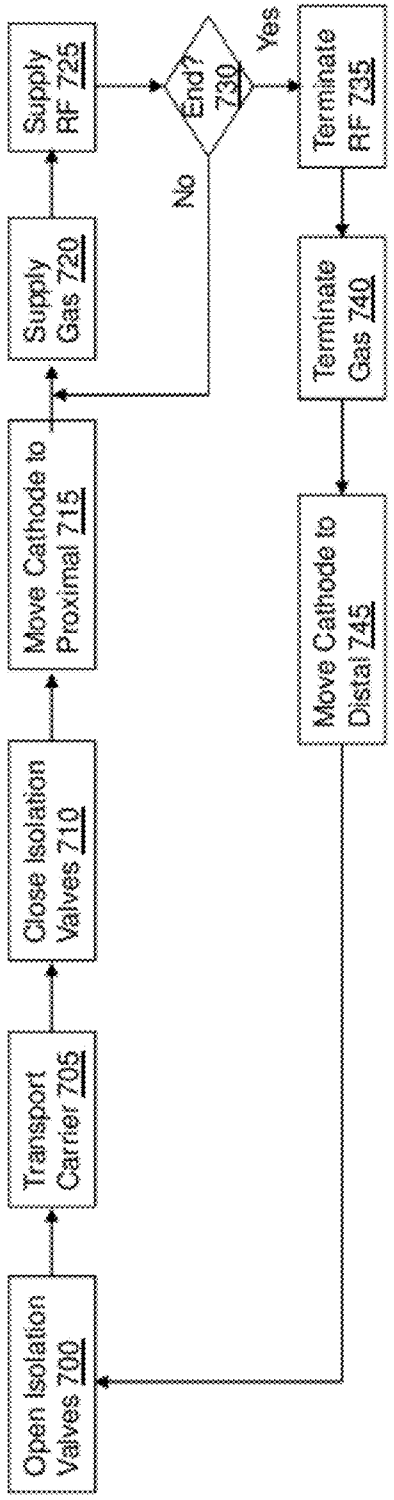 Open Isolation
Valves 700
Transport
Carrier 705
Close Isolation
Valves 710
Move Cathode to
Proximal 715
Supply
Gas 720
Supply
RF 725
End?
730
No
Yes
Terminate
RF 735
Terminate
Gas 740
Move Cathode to
Distal 745